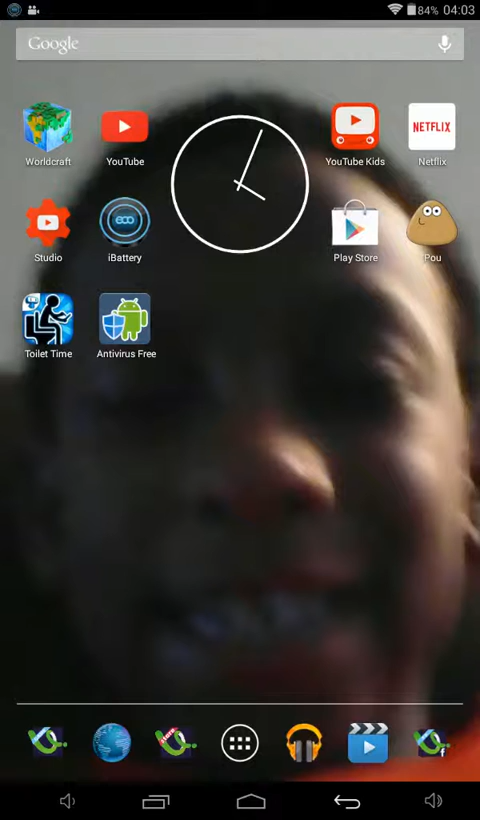 84% 04:03
Google
Worldcraft
YouTube
YouTube Kids
NETFLIX
Netflix
Studio
eco
iBattery
Play Store
Pou
Toilet Time
Antivirus Free